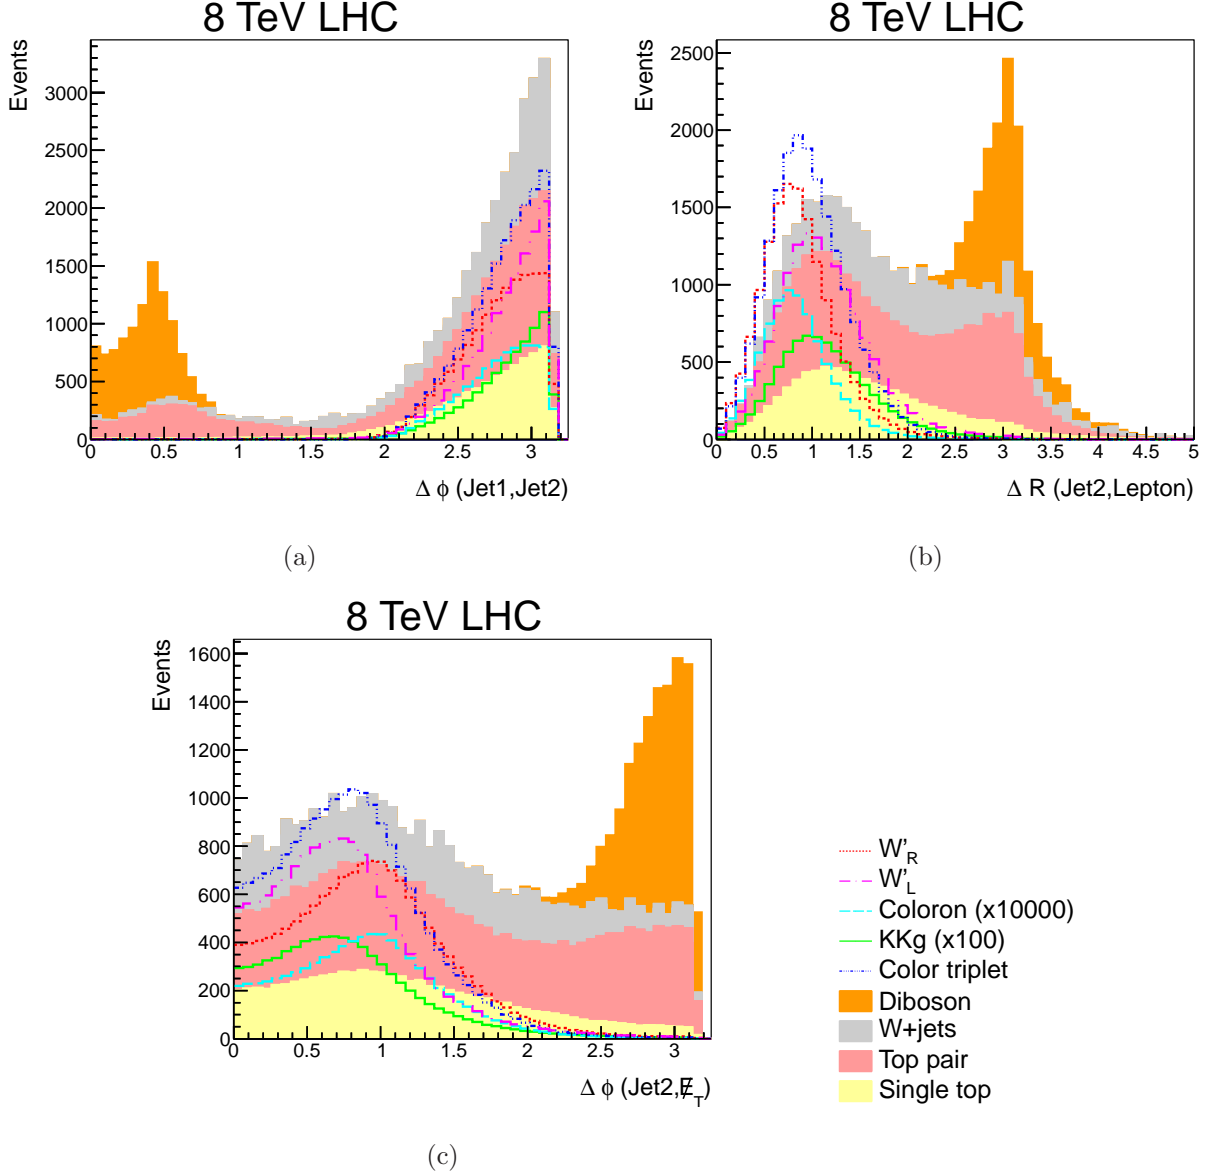 8 TeV LHC
Events
3000
2500
2000
1500
1000
500
0
0 0.5 1 1.5 2 2.5 3
Δ ϕ (Jet1,Jet2)
(a)
8 TeV LHC
Events
2500
2000
1500
1000
500
0
0 0.5 1 1.5 2 2.5 3 3.5 4 4.5 5
Δ R (Jet2,Lepton)
(b)
8 TeV LHC
Events
1600
1400
1200
1000
800
600
400
200
0
0 0.5 1 1.5 2 2.5 3
Δ ϕ (Jet2,E̸_T)
(c)
W'_R
W'_L
Coloron (x10000)
KKg (x100)
Color triplet
Diboson
W+jets
Top pair
Single top